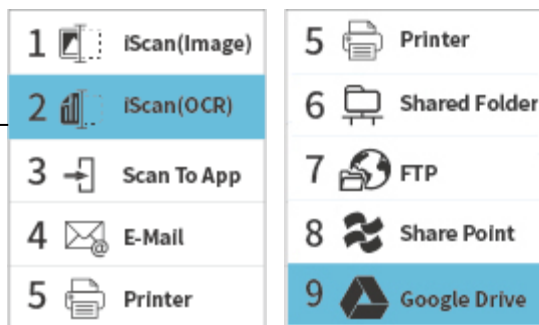 1 iScan(Image)
2 iScan(OCR)
3 Scan To App
4 E-Mail
5 Printer
5 Printer
6 Shared Folder
7 FTP
8 Share Point
9 Google Drive